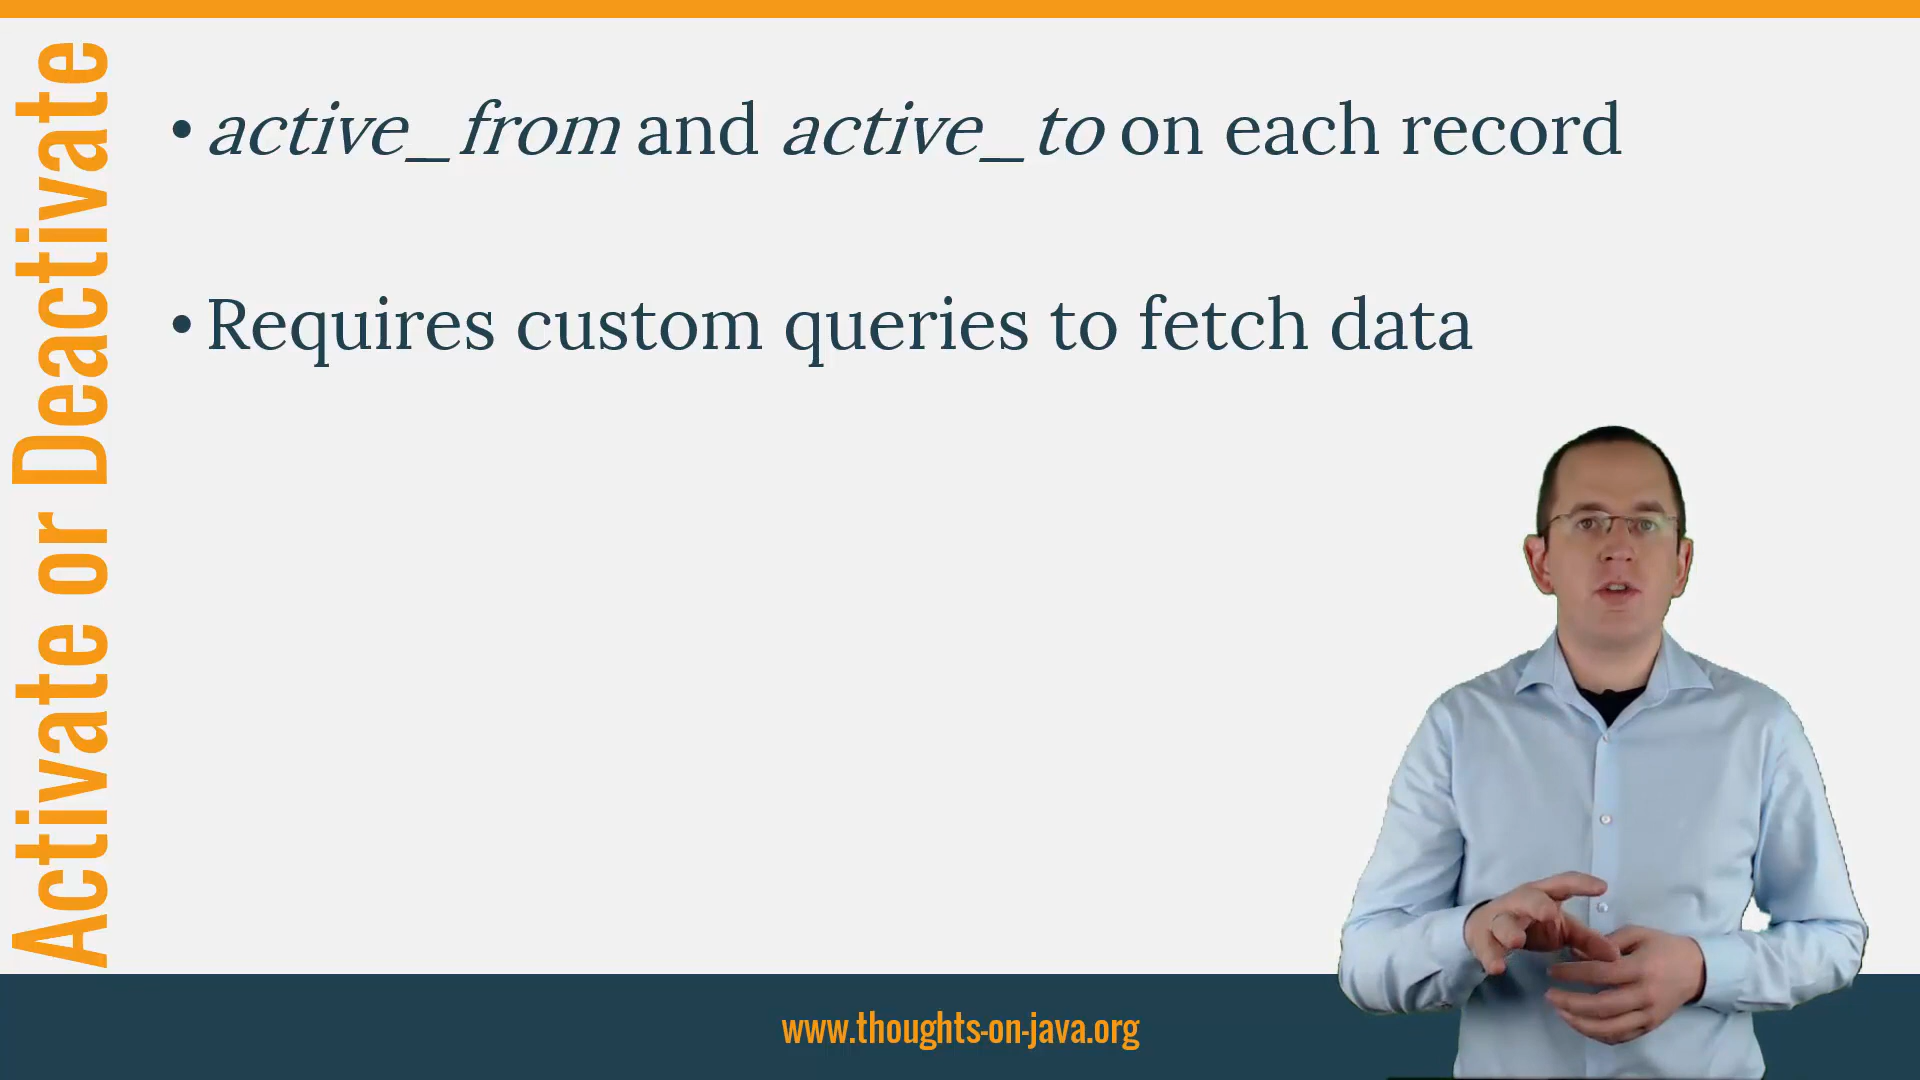 Activate or Deactivate
• active_from and active_to on each record
• Requires custom queries to fetch data
www.thoughts-on-java.org